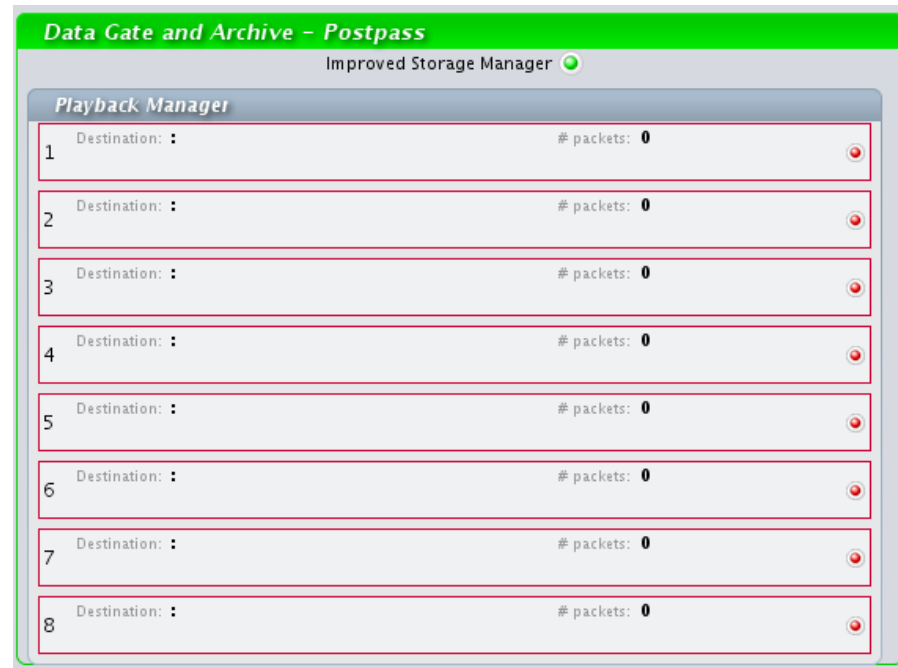 Data Gate and Archive - Postpass
Improved Storage Manager
Playback Manager
1 Destination: : # packets: 0
2 Destination: : # packets: 0
3 Destination: : # packets: 0
4 Destination: : # packets: 0
5 Destination: : # packets: 0
6 Destination: : # packets: 0
7 Destination: : # packets: 0
8 Destination: : # packets: 0